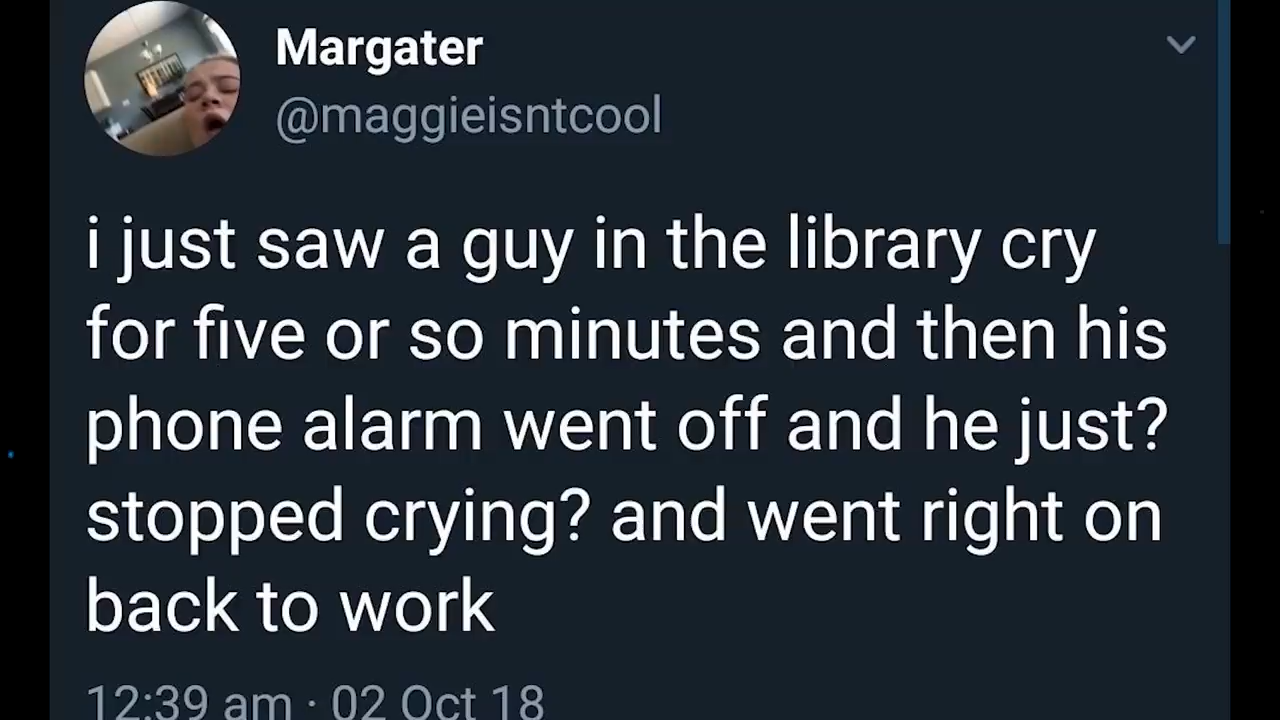 Margater
@maggieisntcool
i just saw a guy in the library cry
for five or so minutes and then his
phone alarm went off and he just?
stopped crying? and went right on
back to work
12:39 am · 02 Oct 18